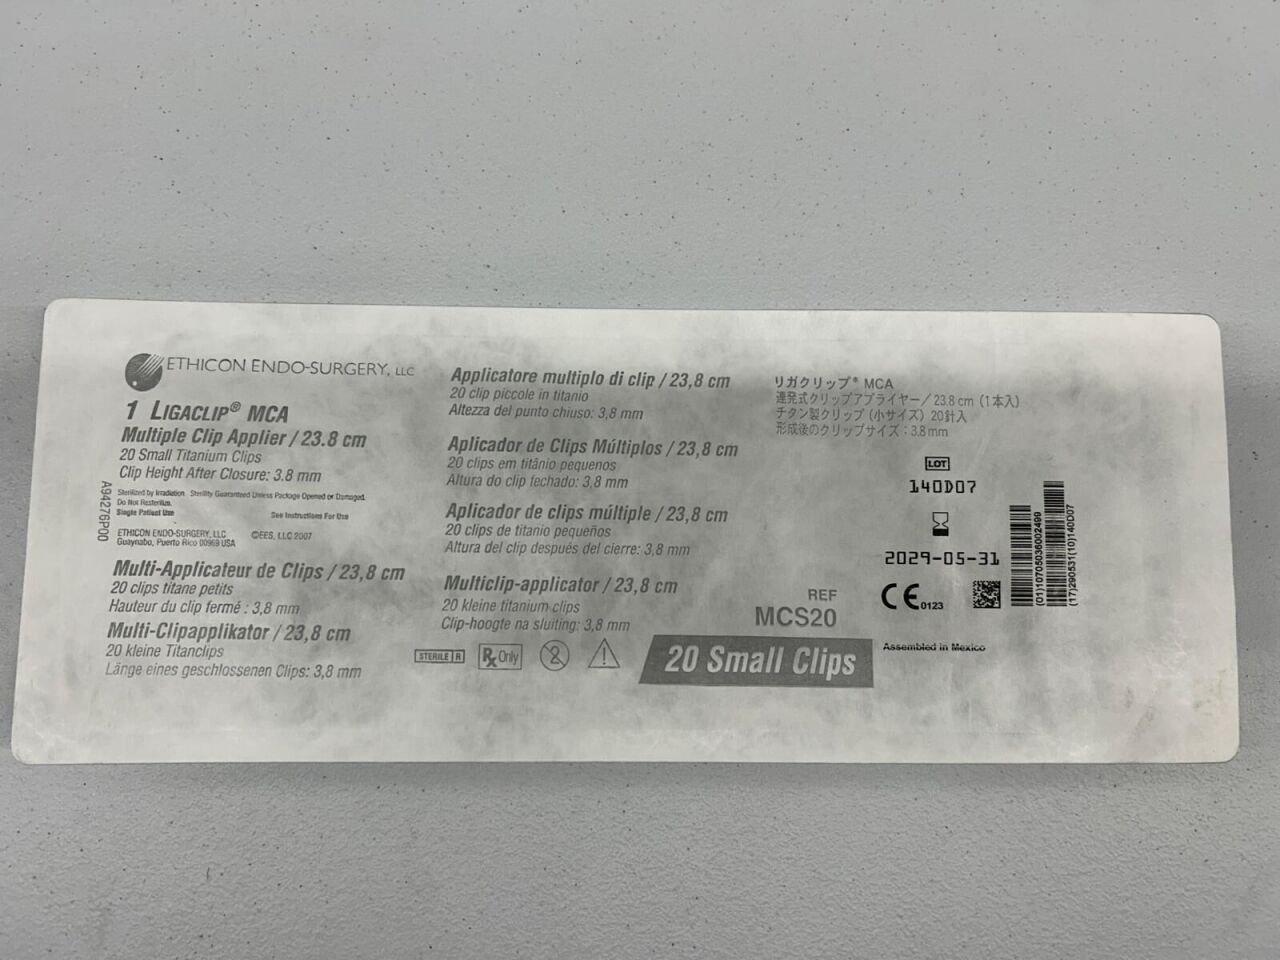 ETHICON ENDO-SURGERY, LLC
1 LIGACLIP® MCA
Multiple Clip Applier / 23.8 cm
20 Small Titanium Clips
Clip Height After Closure: 3.8 mm
Sterilized by Irradiation. Sterility Guaranteed Unless Package Opened or Damaged.
Do Not Resterilize.
Single Patient Use
See Instructions For Use
ETHICON ENDO-SURGERY, LLC
Guaynabo, Puerto Rico 00969 USA
©EES, LLC 2007
A94276P00
Multi-Applicateur de Clips / 23,8 cm
20 clips titane petits
Hauteur du clip fermé : 3,8 mm
Multi-Clipapplikator / 23,8 cm
20 kleine Titanclips
Länge eines geschlossenen Clips: 3,8 mm
Applicatore multiplo di clip / 23,8 cm
20 clip piccole in titanio
Altezza del punto chiuso: 3,8 mm
Aplicador de Clips Múltiplos / 23,8 cm
20 clips em titânio pequenos
Altura do clip fechado: 3,8 mm
Aplicador de clips múltiple / 23,8 cm
20 clips de titanio pequeños
Altura del clip después del cierre: 3,8 mm
Multiclip-applicator / 23,8 cm
20 kleine titanium clips
Clip-hoogte na sluiting: 3,8 mm
STERILE R
Rx Only
2
リガクリップ® MCA
連発式クリップアプライヤー / 23.8 cm (1本入)
チタン製クリップ (小サイズ) 20針入
形成後のクリップサイズ：3.8 mm
LOT
140D07
2029-05-31
CE 0123
REF
MCS20
20 Small Clips
Assembled in Mexico
(01)10705036002499
(17)290531(10)140D07